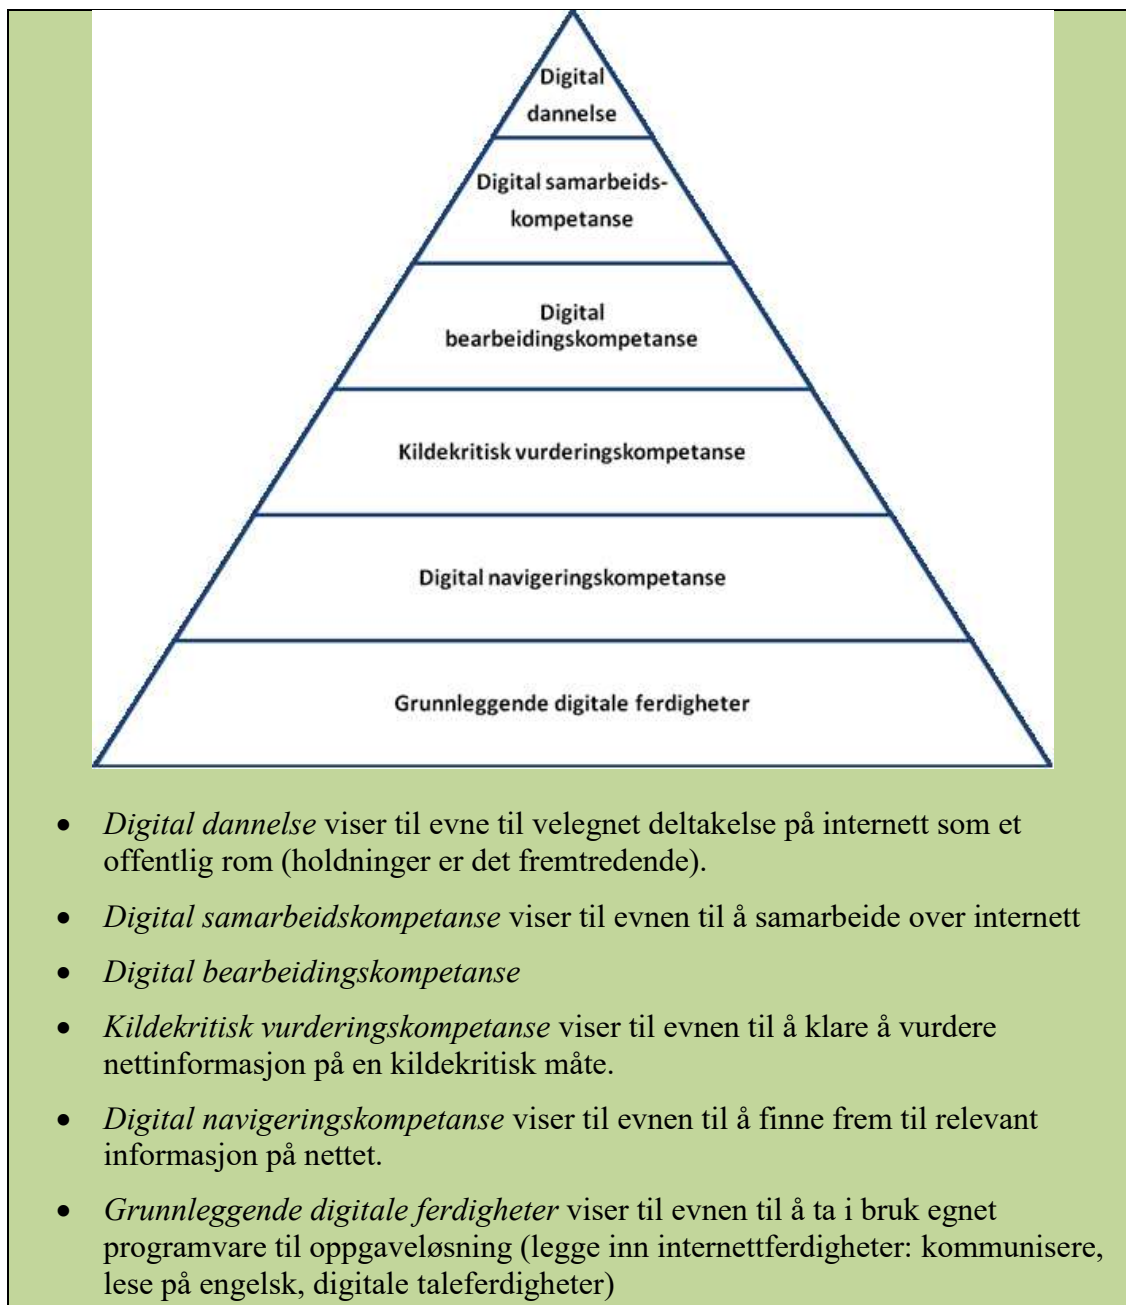 Digital
dannelse
Digital samarbeids-
kompetanse
Digital
bearbeidingskompetanse
Kildekritisk vurderingskompetanse
Digital navigeringskompetanse
Grunnleggende digitale ferdigheter
• Digital dannelse viser til evne til velegnet deltakelse på internett som et
offentlig rom (holdninger er det fremtredende).
• Digital samarbeidskompetanse viser til evnen til å samarbeide over internett
• Digital bearbeidingskompetanse
• Kildekritisk vurderingskompetanse viser til evnen til å klare å vurdere
nettinformasjon på en kildekritisk måte.
• Digital navigeringskompetanse viser til evnen til å finne frem til relevant
informasjon på nettet.
• Grunnleggende digitale ferdigheter viser til evnen til å ta i bruk egnet
programvare til oppgaveløsning (legge inn internettferdigheter: kommunisere,
lese på engelsk, digitale taleferdigheter)